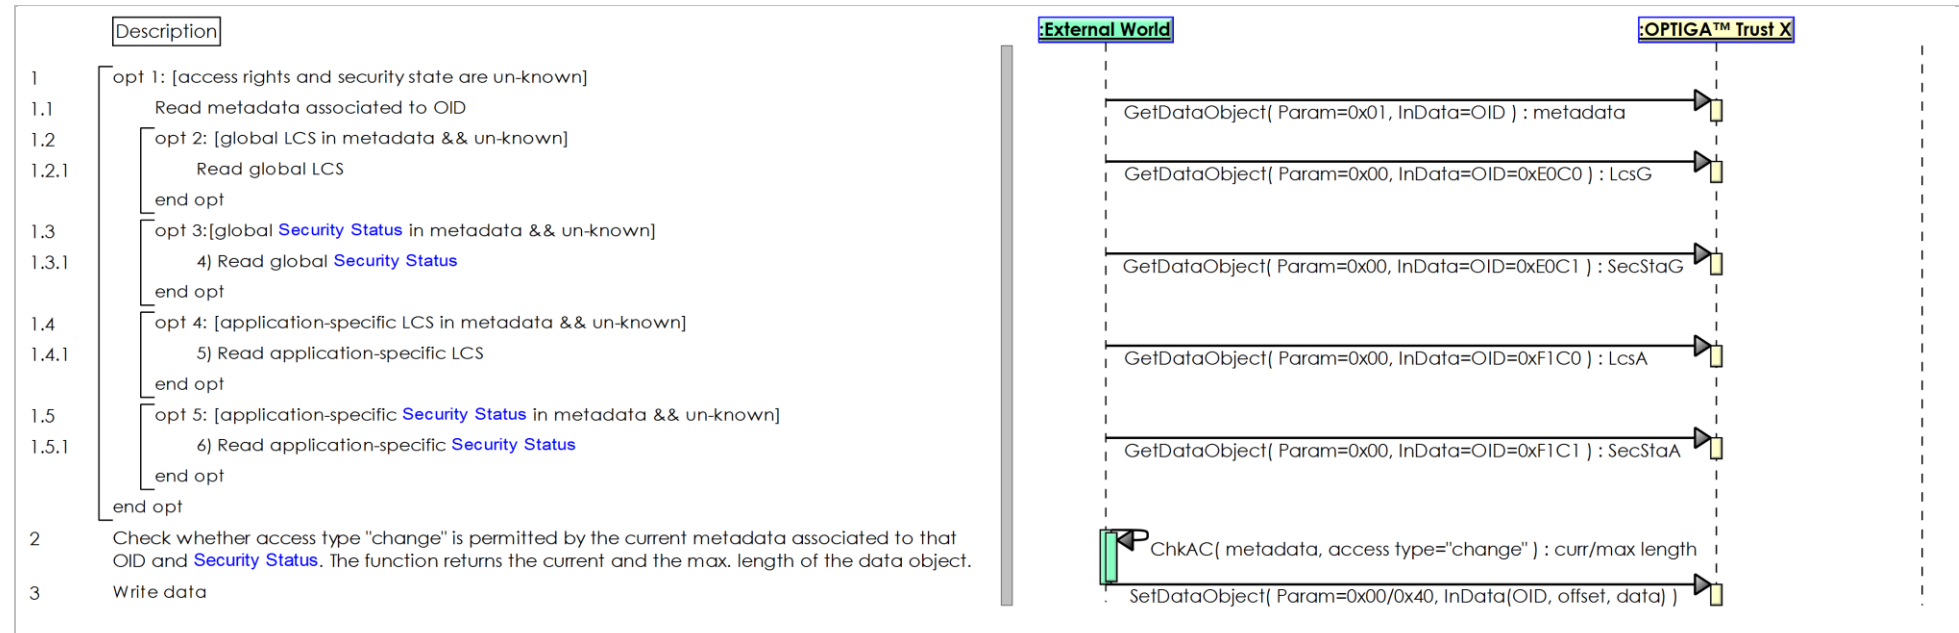 Description
:External World
:OPTIGA™ Trust X
1 opt 1: [access rights and security state are un-known]
1.1 Read metadata associated to OID
GetDataObject( Param=0x01, InData=OID ) : metadata
1.2 opt 2: [global LCS in metadata && un-known]
1.2.1 Read global LCS
GetDataObject( Param=0x00, InData=OID=0xE0C0 ) : LcsG
end opt
1.3 opt 3:[global Security Status in metadata && un-known]
1.3.1 4) Read global Security Status
GetDataObject( Param=0x00, InData=OID=0xE0C1 ) : SecStaG
end opt
1.4 opt 4: [application-specific LCS in metadata && un-known]
1.4.1 5) Read application-specific LCS
GetDataObject( Param=0x00, InData=OID=0xF1C0 ) : LcsA
end opt
1.5 opt 5: [application-specific Security Status in metadata && un-known]
1.5.1 6) Read application-specific Security Status
GetDataObject( Param=0x00, InData=OID=0xF1C1 ) : SecStaA
end opt
end opt
2 Check whether access type "change" is permitted by the current metadata associated to that
OID and Security Status. The function returns the current and the max. length of the data object.
ChkAC( metadata, access type="change" ) : curr/max length
3 Write data
SetDataObject( Param=0x00/0x40, InData(OID, offset, data) )